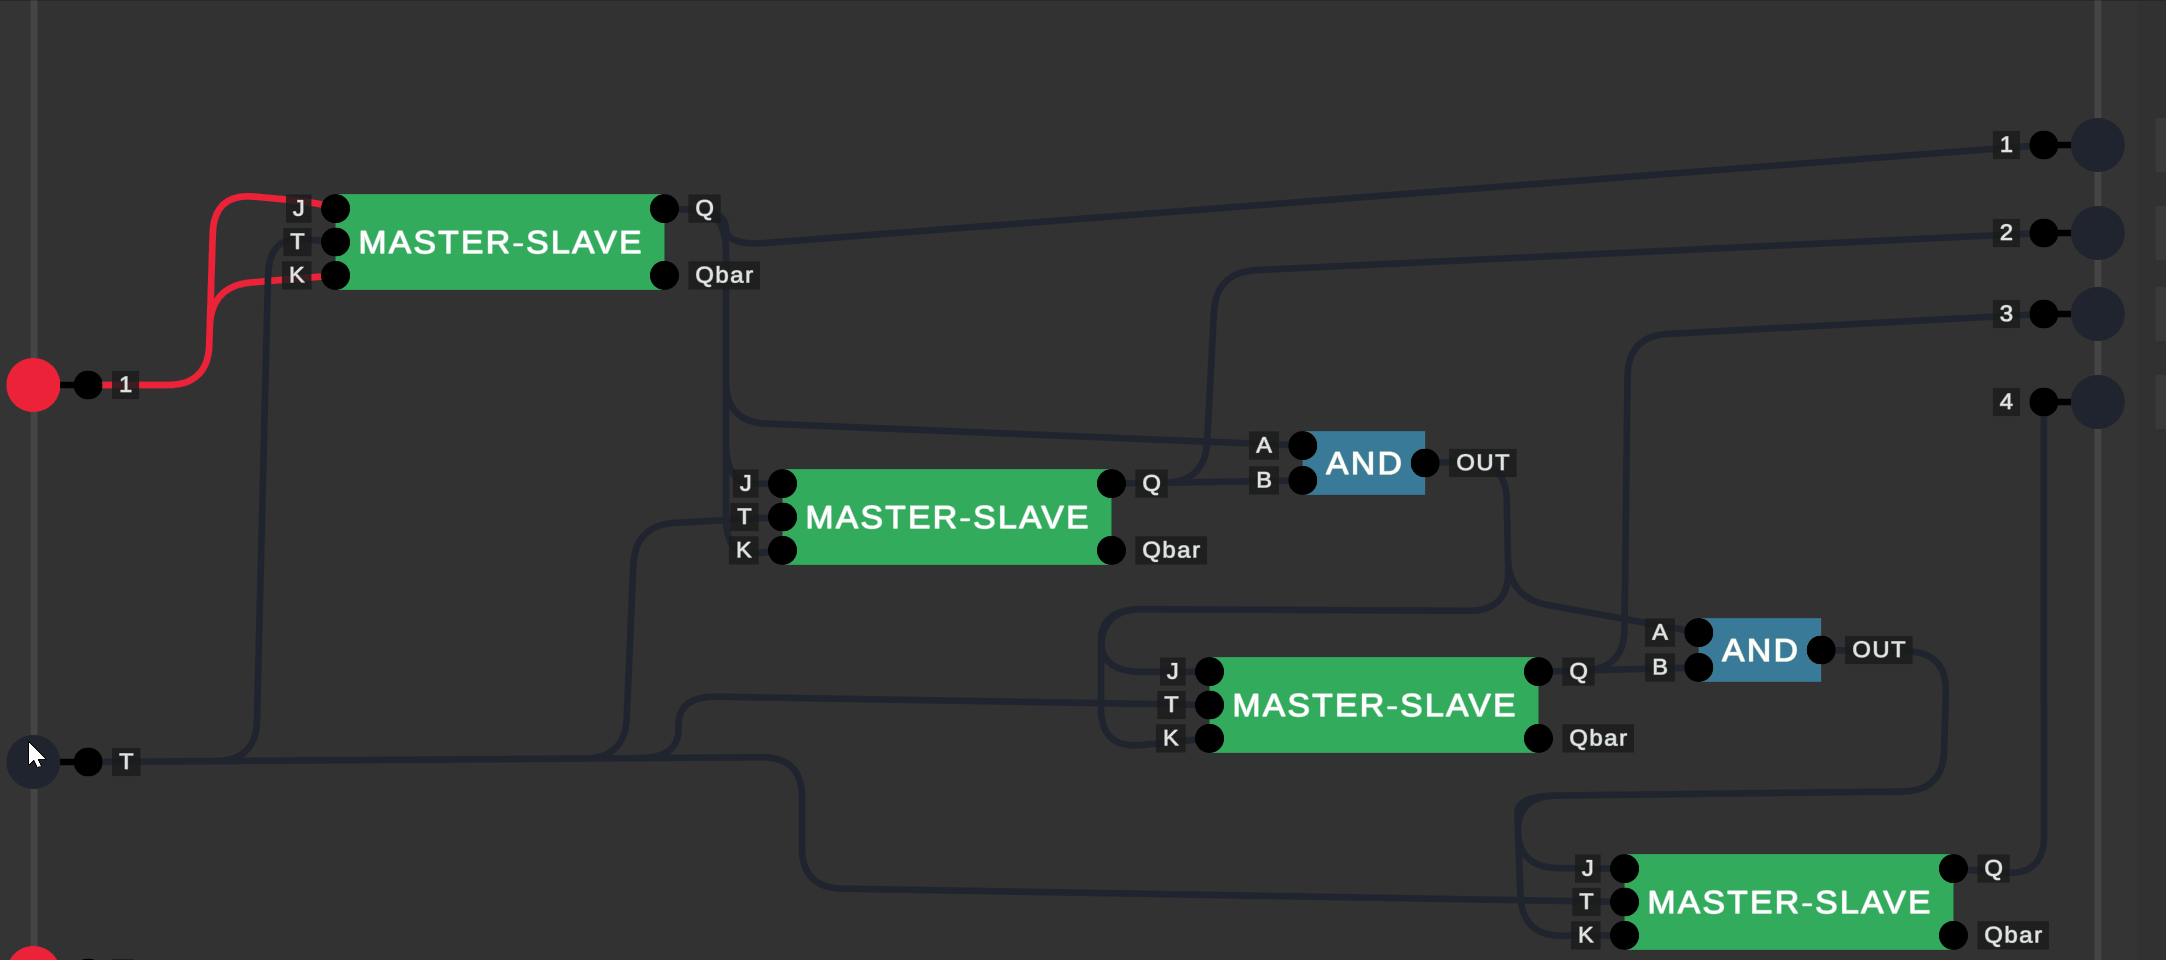 1
2
J
Q
T
MASTER-SLAVE
K
Qbar
3
1
4
A
AND
OUT
B
J
Q
T
MASTER-SLAVE
K
Qbar
A
AND
OUT
B
J
Q
T
MASTER-SLAVE
K
Qbar
T
J
Q
T
MASTER-SLAVE
K
Qbar